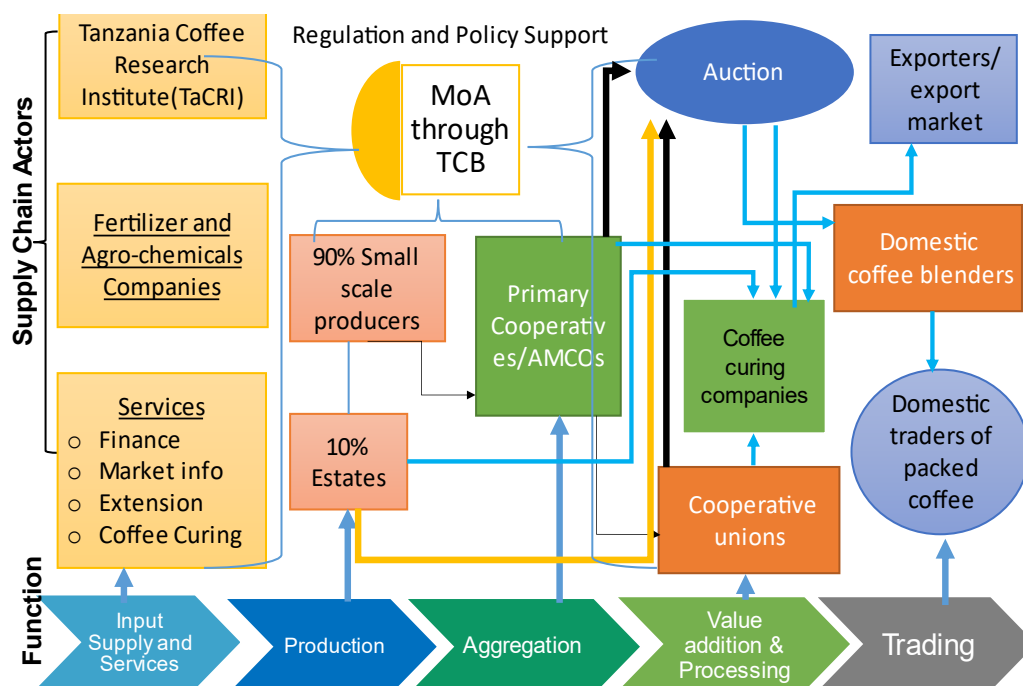 Supply Chain Actors
Function
Tanzania Coffee
Research
Institute(TaCRI)
Fertilizer and
Agro-chemicals
Companies
Services
o Finance
o Market info
o Extension
o Coffee Curing
Regulation and Policy Support
MoA
through
TCB
90% Small
scale
producers
10%
Estates
Primary
Cooperativ
es/AMCOs
Auction
Exporters/
export
market
Domestic
coffee blenders
Coffee
curing
companies
Domestic
traders of
packed
coffee
Cooperative
unions
Input
Supply and
Services
Production
Aggregation
Value
addition &
Processing
Trading